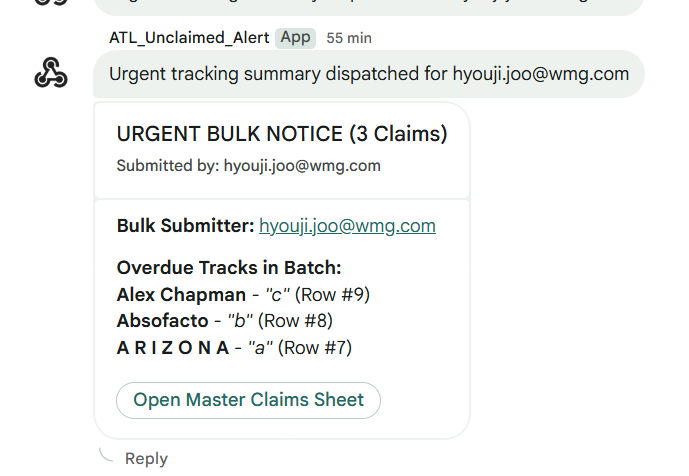 ATL_Unclaimed_Alert App 55 min
Urgent tracking summary dispatched for hyouji.joo@wmg.com
URGENT BULK NOTICE (3 Claims)
Submitted by: hyouji.joo@wmg.com
Bulk Submitter: hyouji.joo@wmg.com
Overdue Tracks in Batch:
Alex Chapman - "c" (Row #9)
Absofacto - "b" (Row #8)
A R I Z O N A - "a" (Row #7)
Open Master Claims Sheet
Reply